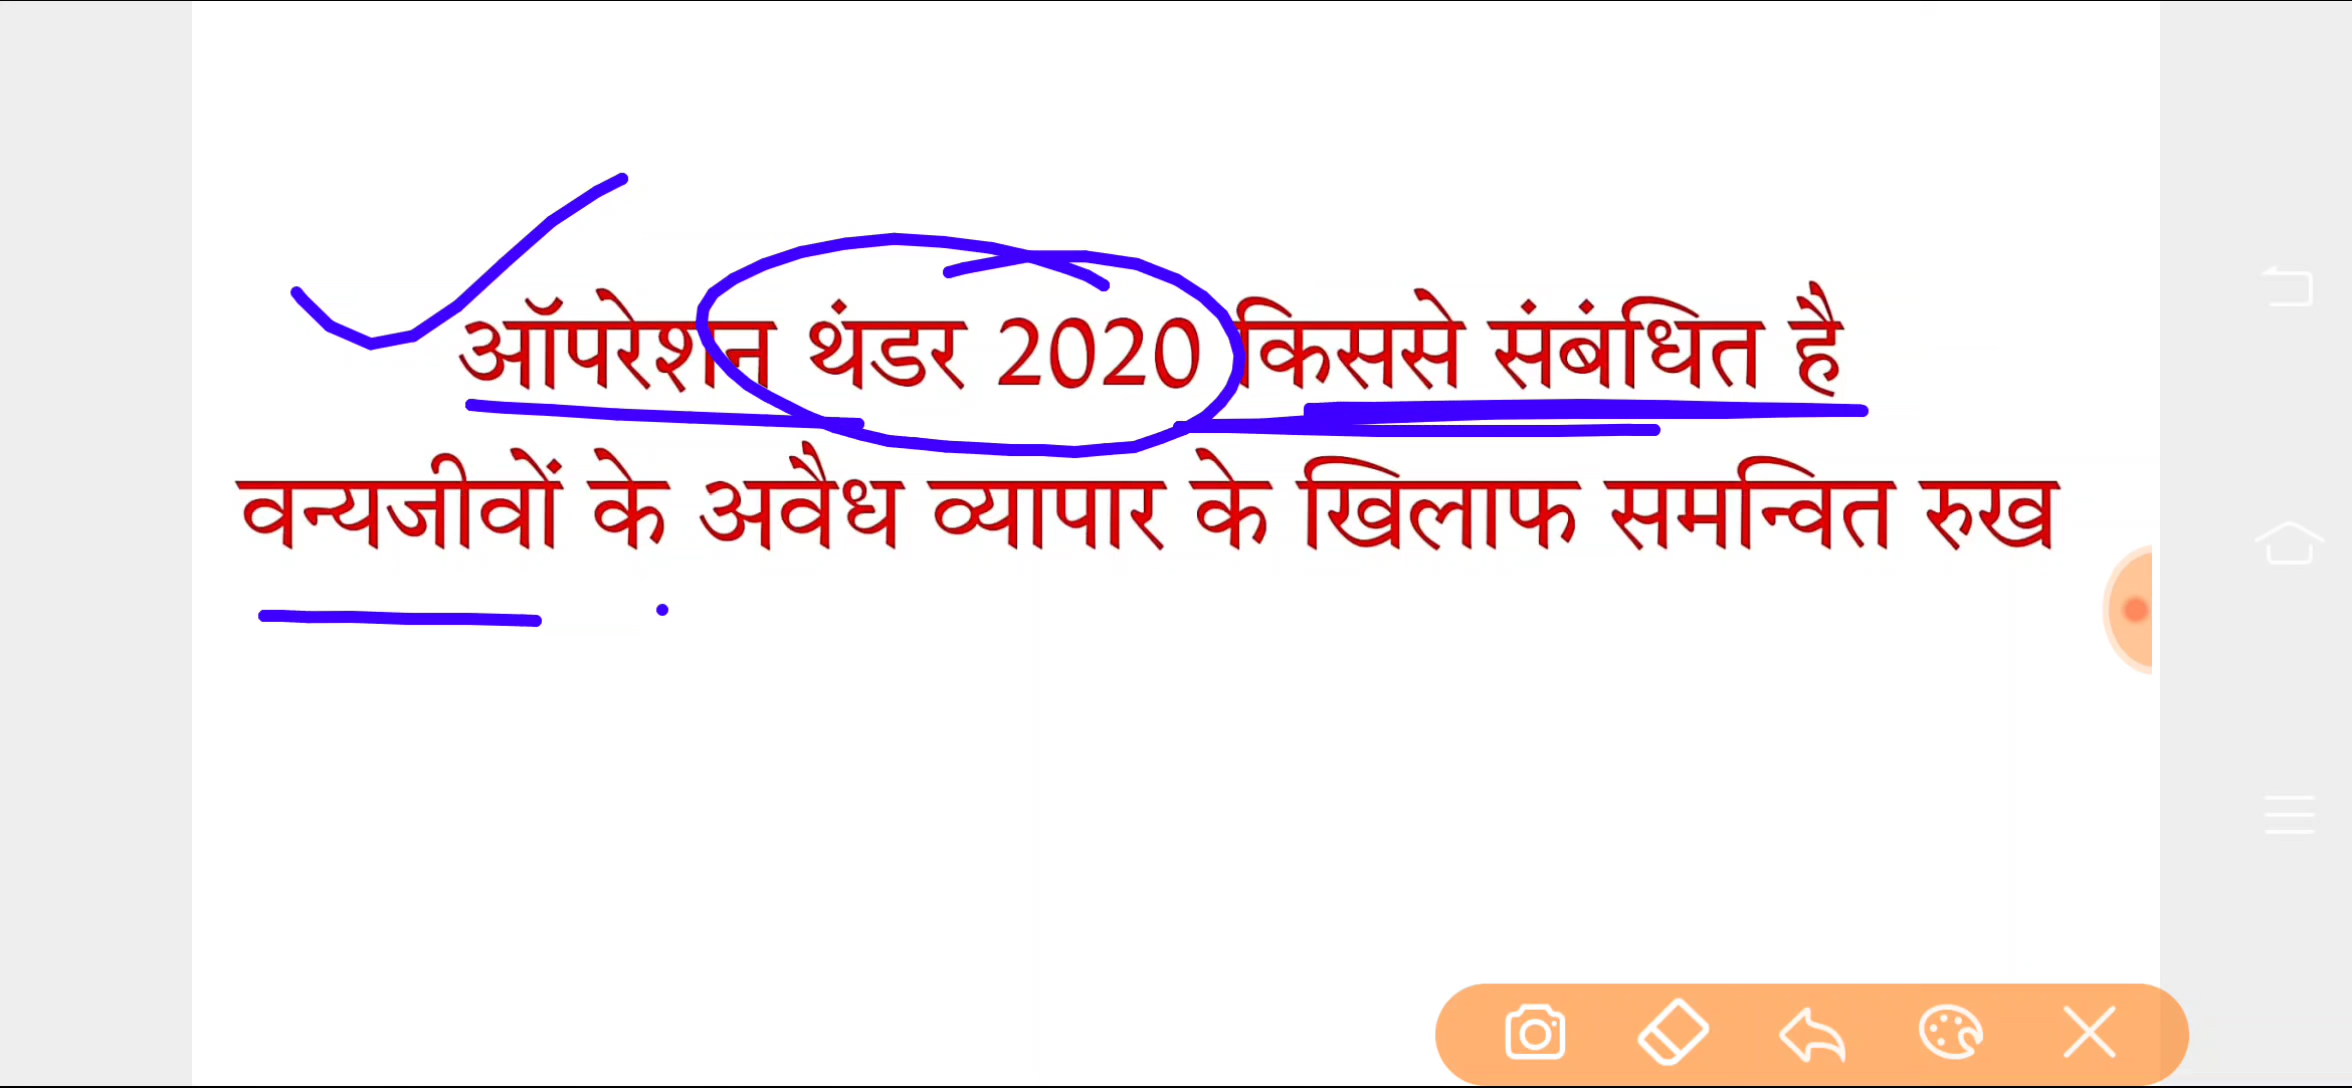 ऑपरेशन थंडर 2020 किससे संबंधित है
वन्यजीवों के अवैध व्यापार के खिलाफ समन्वित रुख